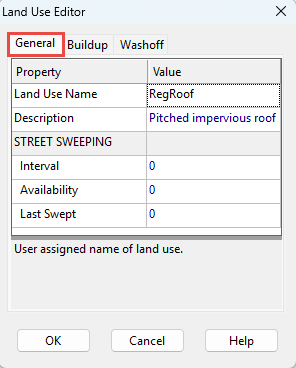 Land Use Editor
General Buildup Washoff
Property Value
Land Use Name RegRoof
Description Pitched impervious roof
STREET SWEEPING
Interval 0
Availability 0
Last Swept 0
User assigned name of land use.
OK Cancel Help